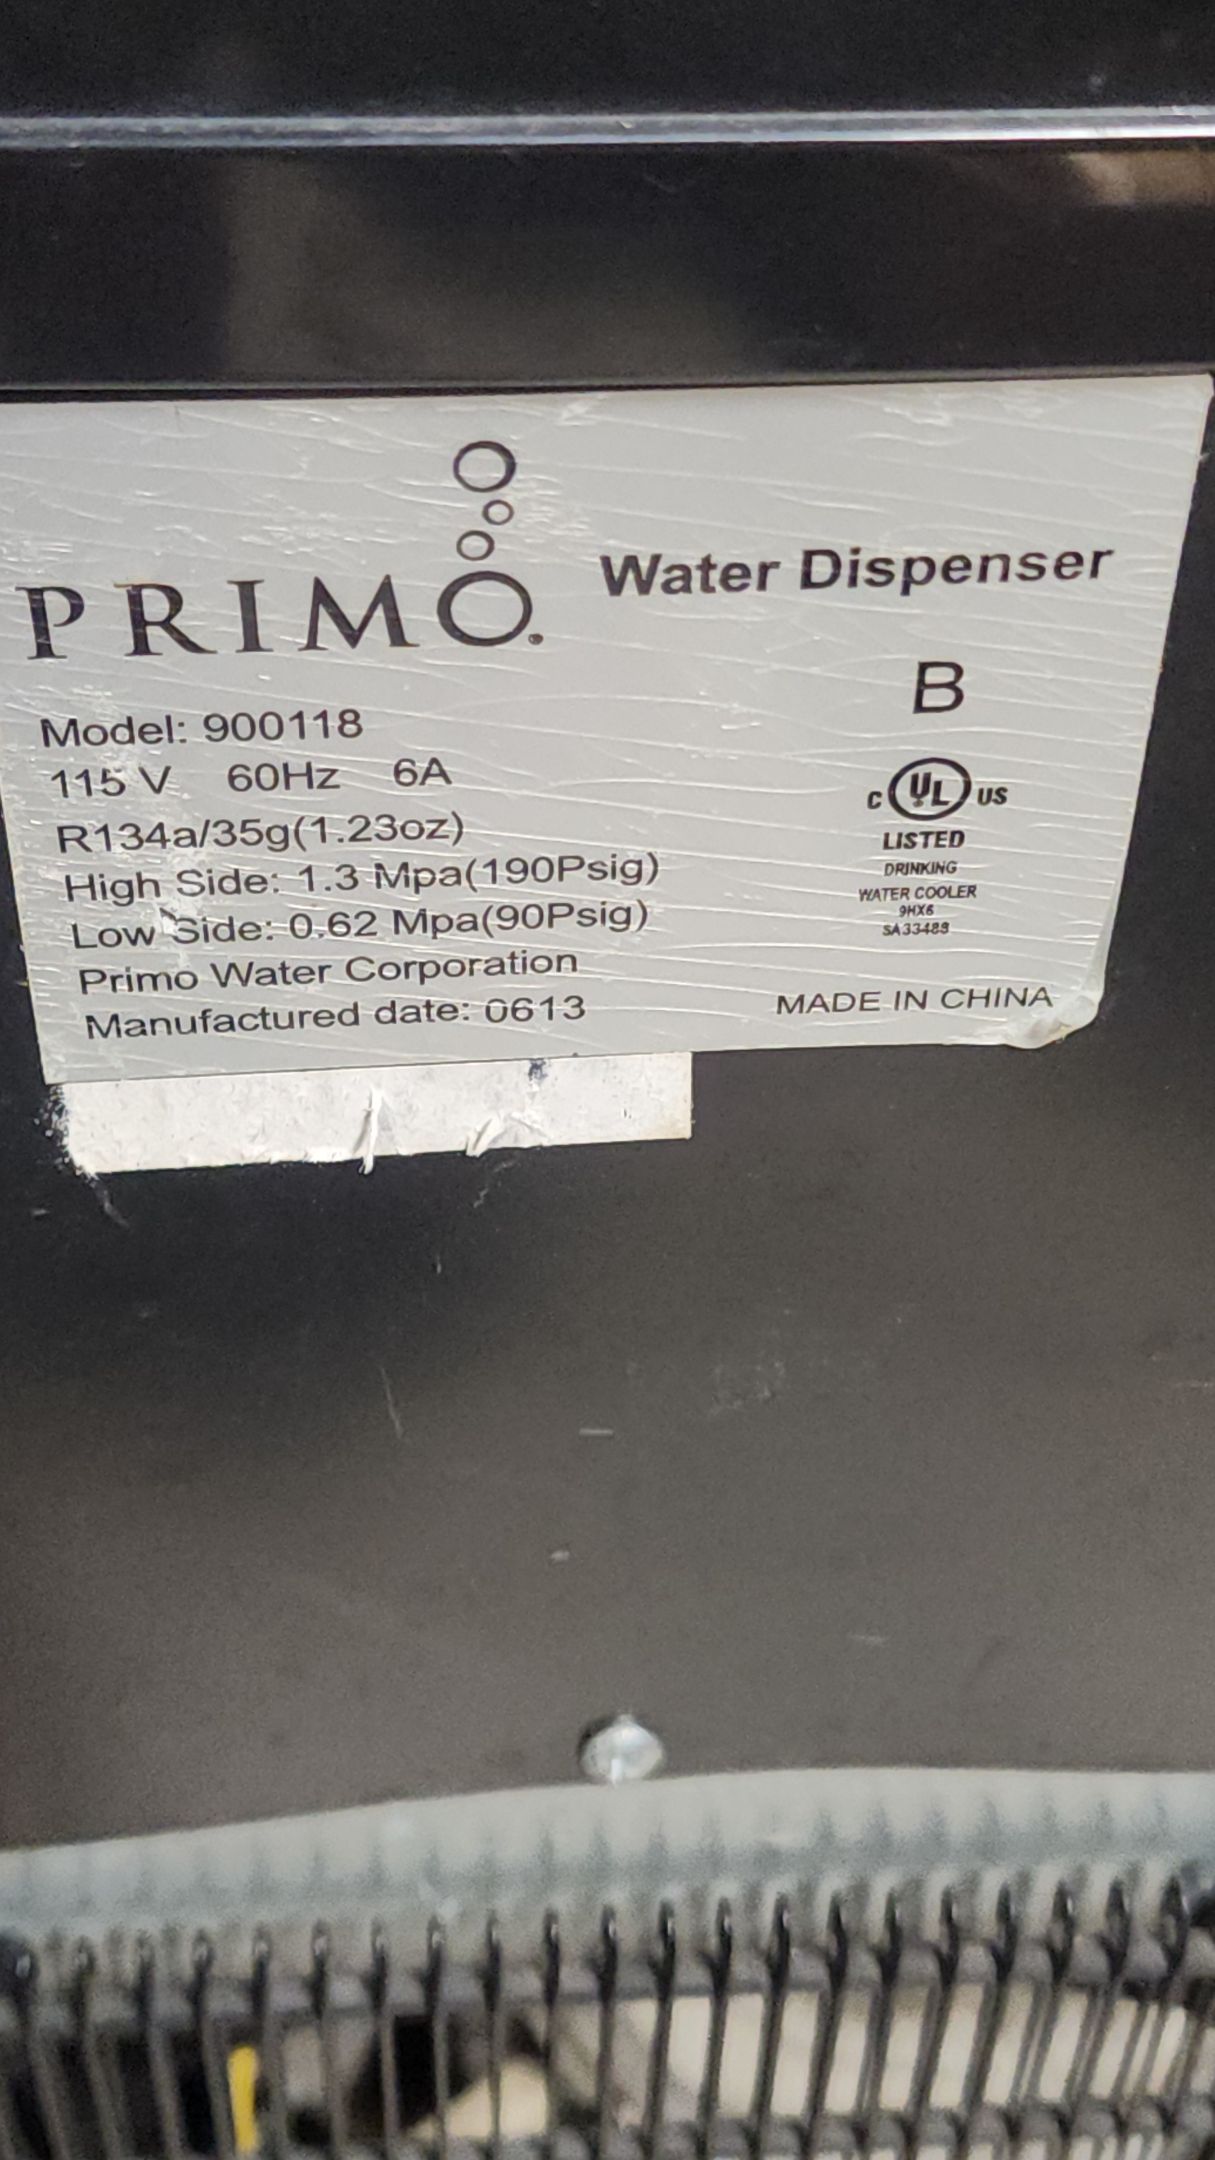 PRIMO.
Water Dispenser
B
Model: 900118
115 V 60Hz 6A
R134a/35g(1.23oz)
High Side: 1.3 Mpa(190Psig)
Low Side: 0.62 Mpa(90Psig)
Primo Water Corporation
Manufactured date: 0613
C UL US
LISTED
DRINKING
WATER COOLER
9HX6
SA33488
MADE IN CHINA